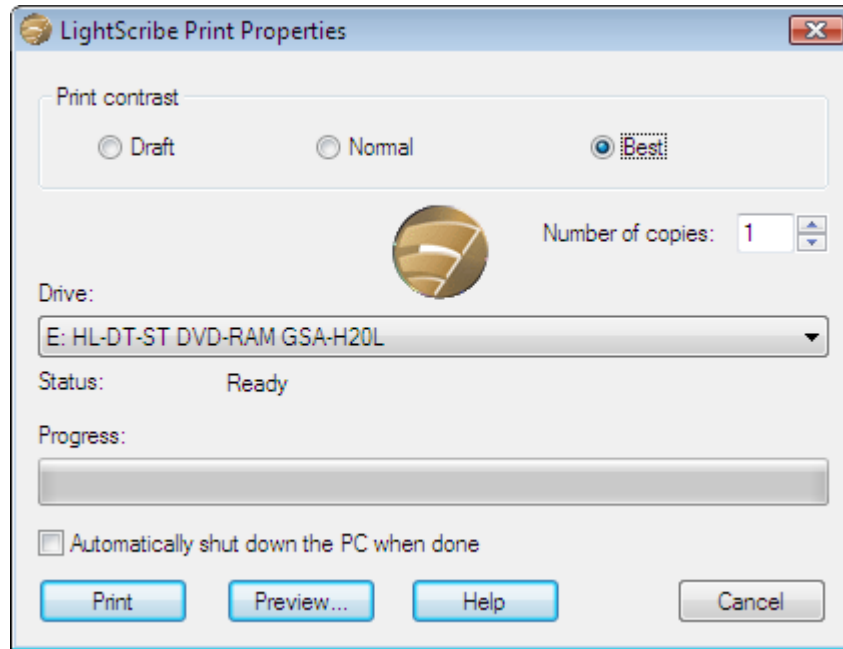 LightScribe Print Properties
Print contrast
Draft Normal Best
Number of copies: 1
Drive:
E: HL-DT-ST DVD-RAM GSA-H20L
Status: Ready
Progress:
Automatically shut down the PC when done
Print Preview... Help Cancel